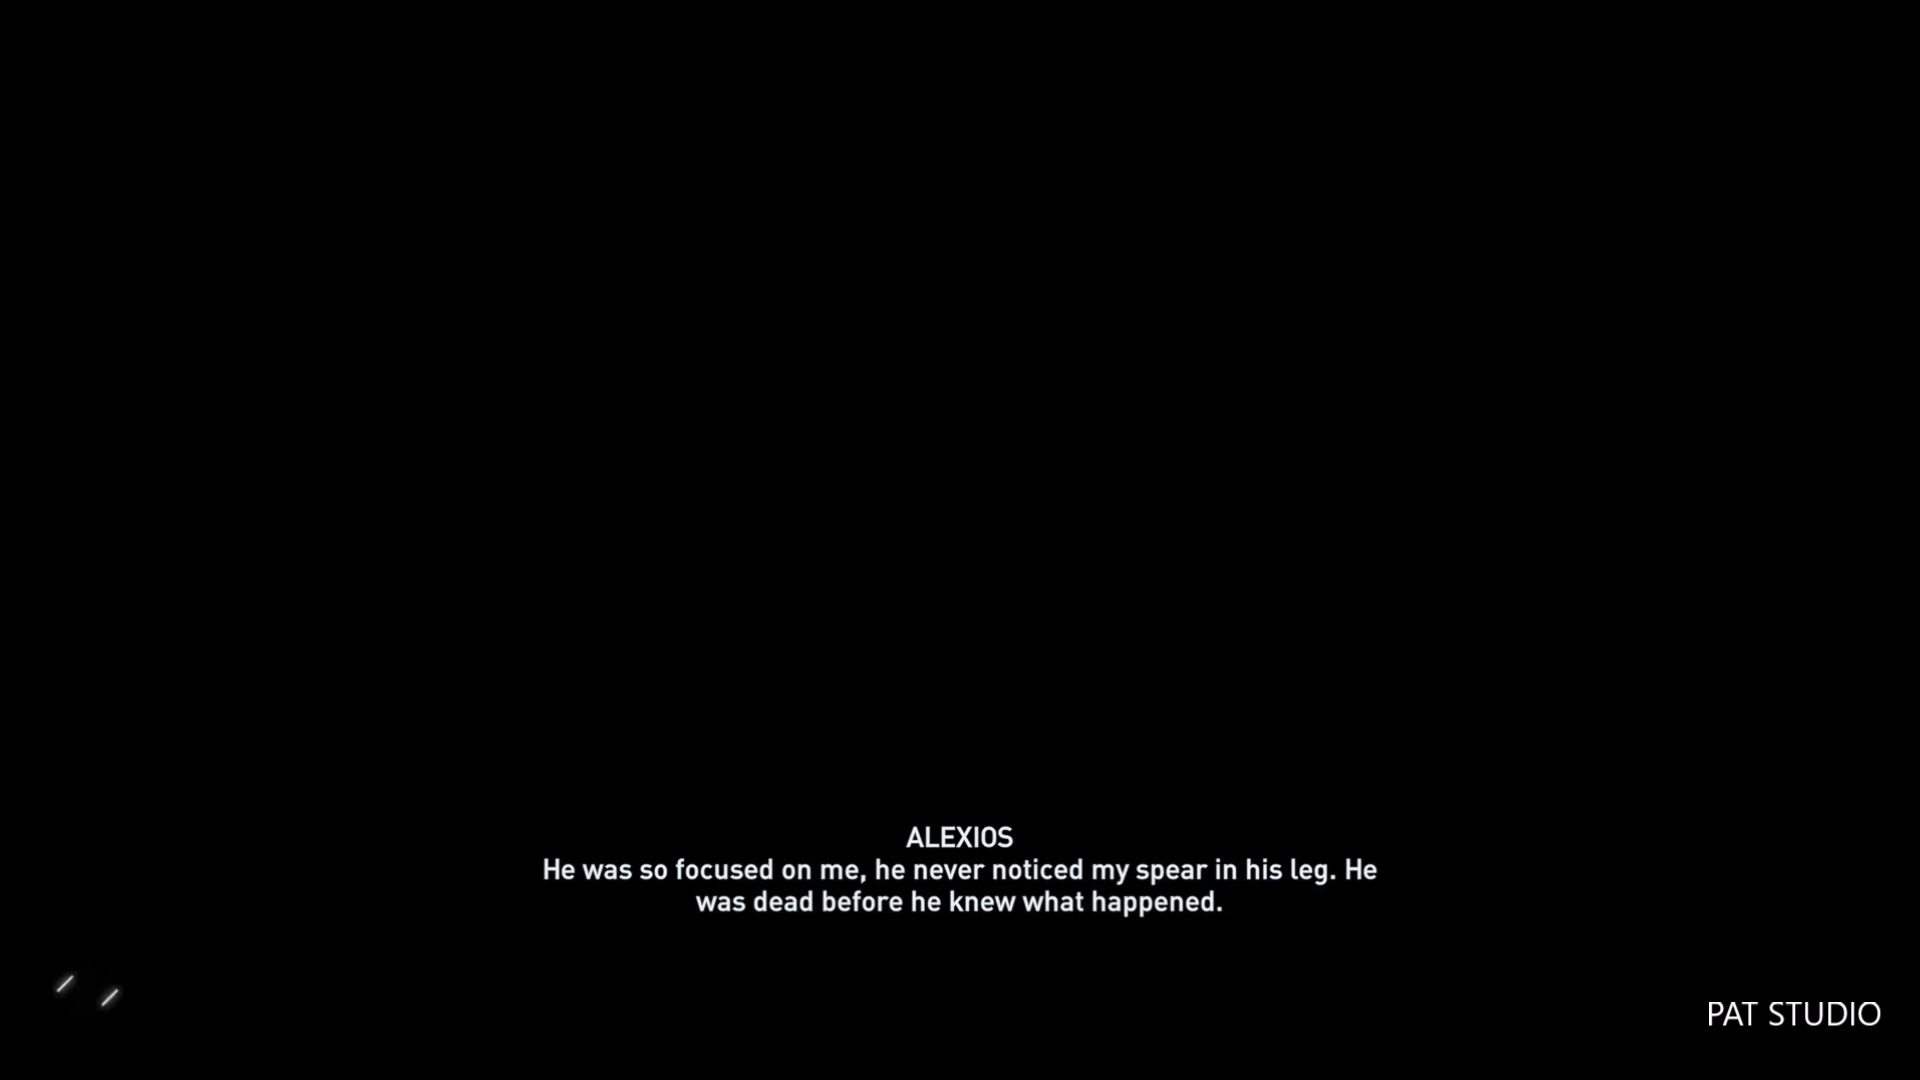 ALEXIOS
He was so focused on me, he never noticed my spear in his leg. He
was dead before he knew what happened.
PAT STUDIO